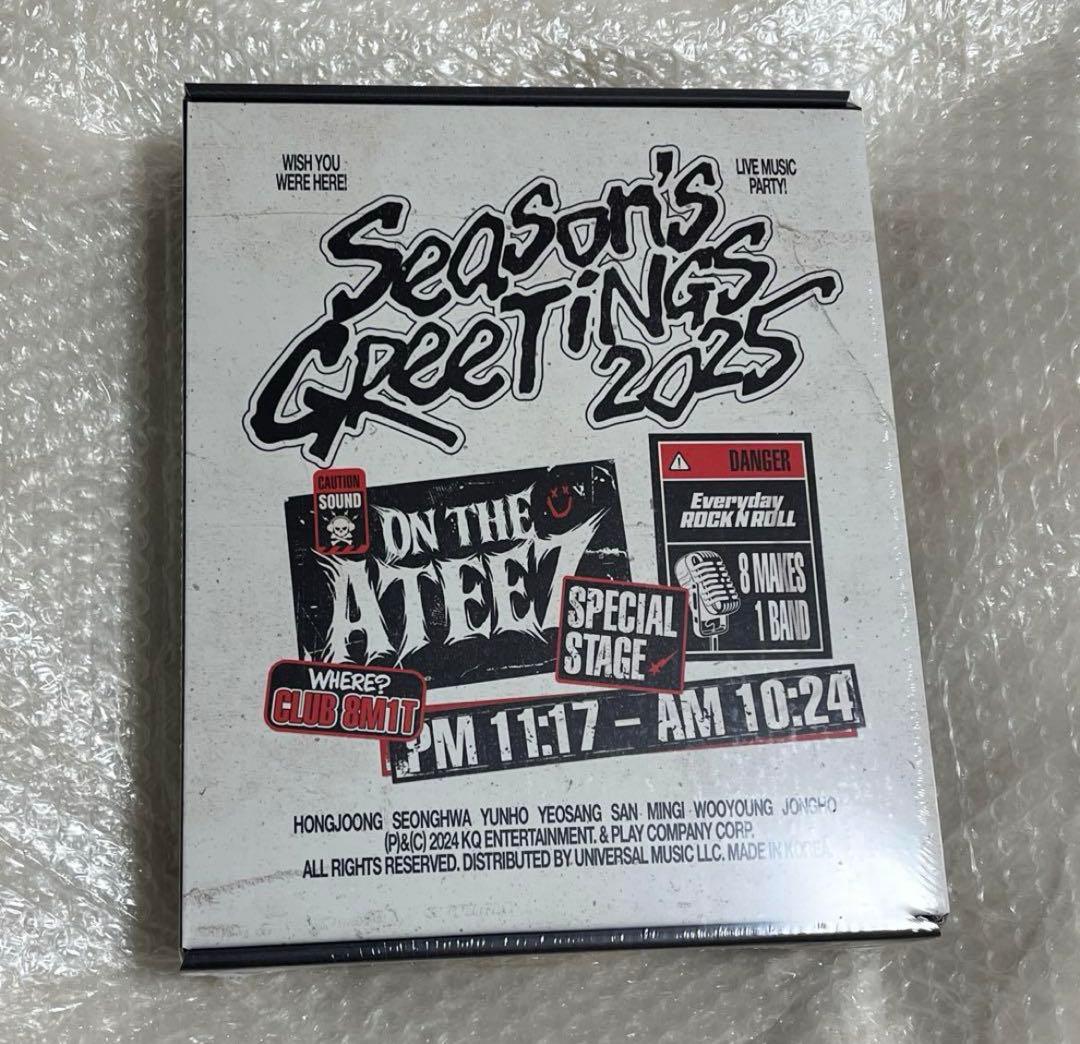 WISH YOU
WERE HERE!
LIVE MUSIC
PARTY!
Season's
GReeTiNGS
2025
CAUTION
SOUND
ON THE
ATEEZ
SPECIAL
STAGE
DANGER
Everyday
ROCK N ROLL
8 MAKES
1 BAND
WHERE?
CLUB 8M1T
PM 11:17 – AM 10:24
HONGJOONG SEONGHWA YUNHO YEOSANG SAN MINGI WOOYOUNG JONGHO
(P)&(C) 2024 KQ ENTERTAINMENT. & PLAY COMPANY CORP.
ALL RIGHTS RESERVED. DISTRIBUTED BY UNIVERSAL MUSIC LLC. MADE IN KOREA.